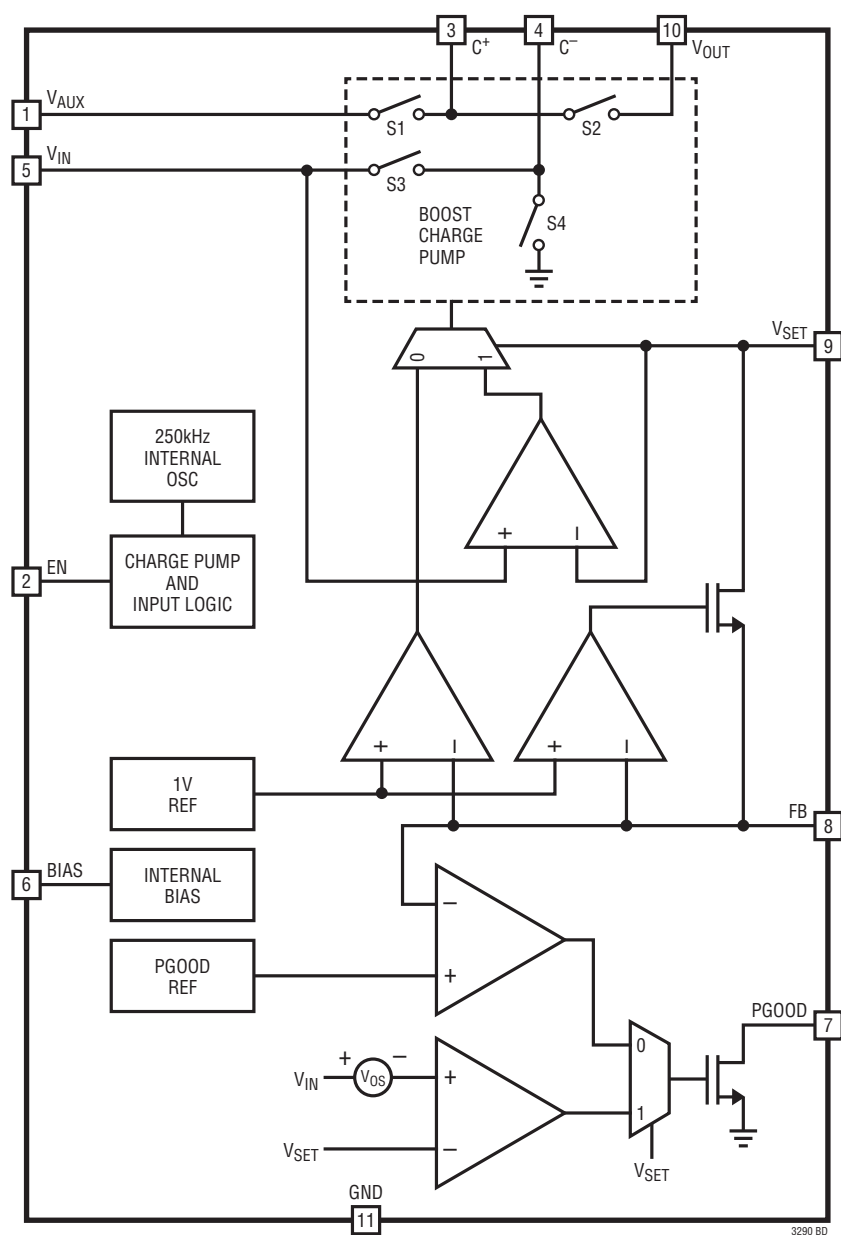 3
C+
4
C–
10
VOUT
1
VAUX
S1
S2
5
VIN
S3
BOOST
CHARGE
PUMP
S4
0
1
VSET
9
250kHz
INTERNAL
OSC
+
–
2
EN
CHARGE PUMP
AND
INPUT LOGIC
+
–
+
–
1V
REF
FB
8
6
BIAS
INTERNAL
BIAS
–
PGOOD
REF
+
PGOOD
7
0
+
–
VIN
VOS
+
1
VSET
–
VSET
GND
11
3290 BD